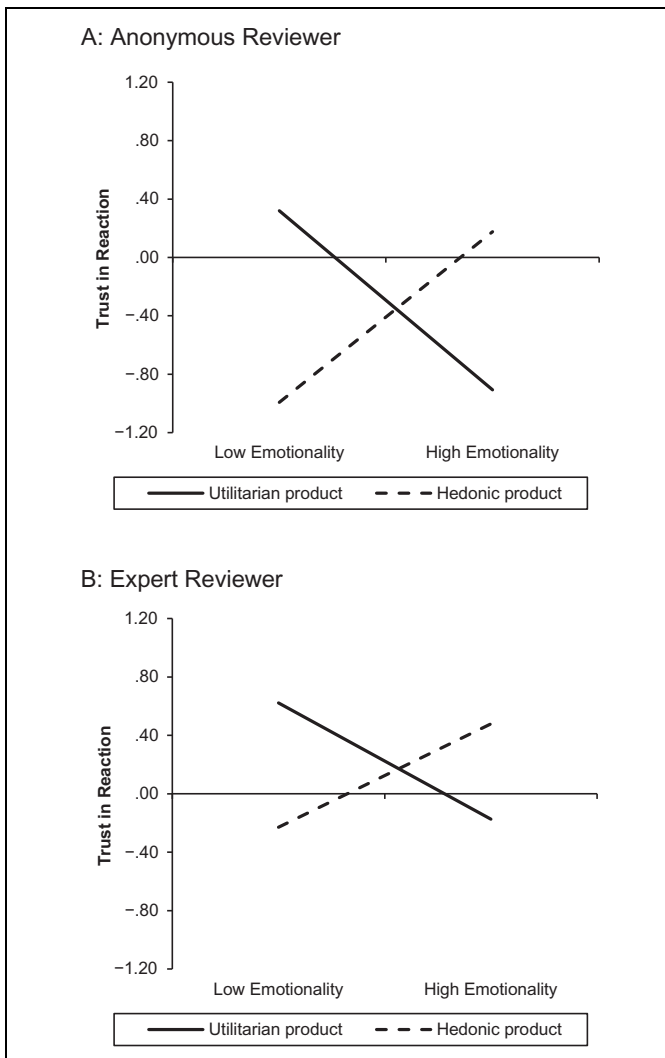 A: Anonymous Reviewer
1.20
.80
.40
.00
−.40
−.80
−1.20
Trust in Reaction
Low Emotionality High Emotionality
Utilitarian product Hedonic product
B: Expert Reviewer
1.20
.80
.40
.00
−.40
−.80
−1.20
Trust in Reaction
Low Emotionality High Emotionality
Utilitarian product Hedonic product